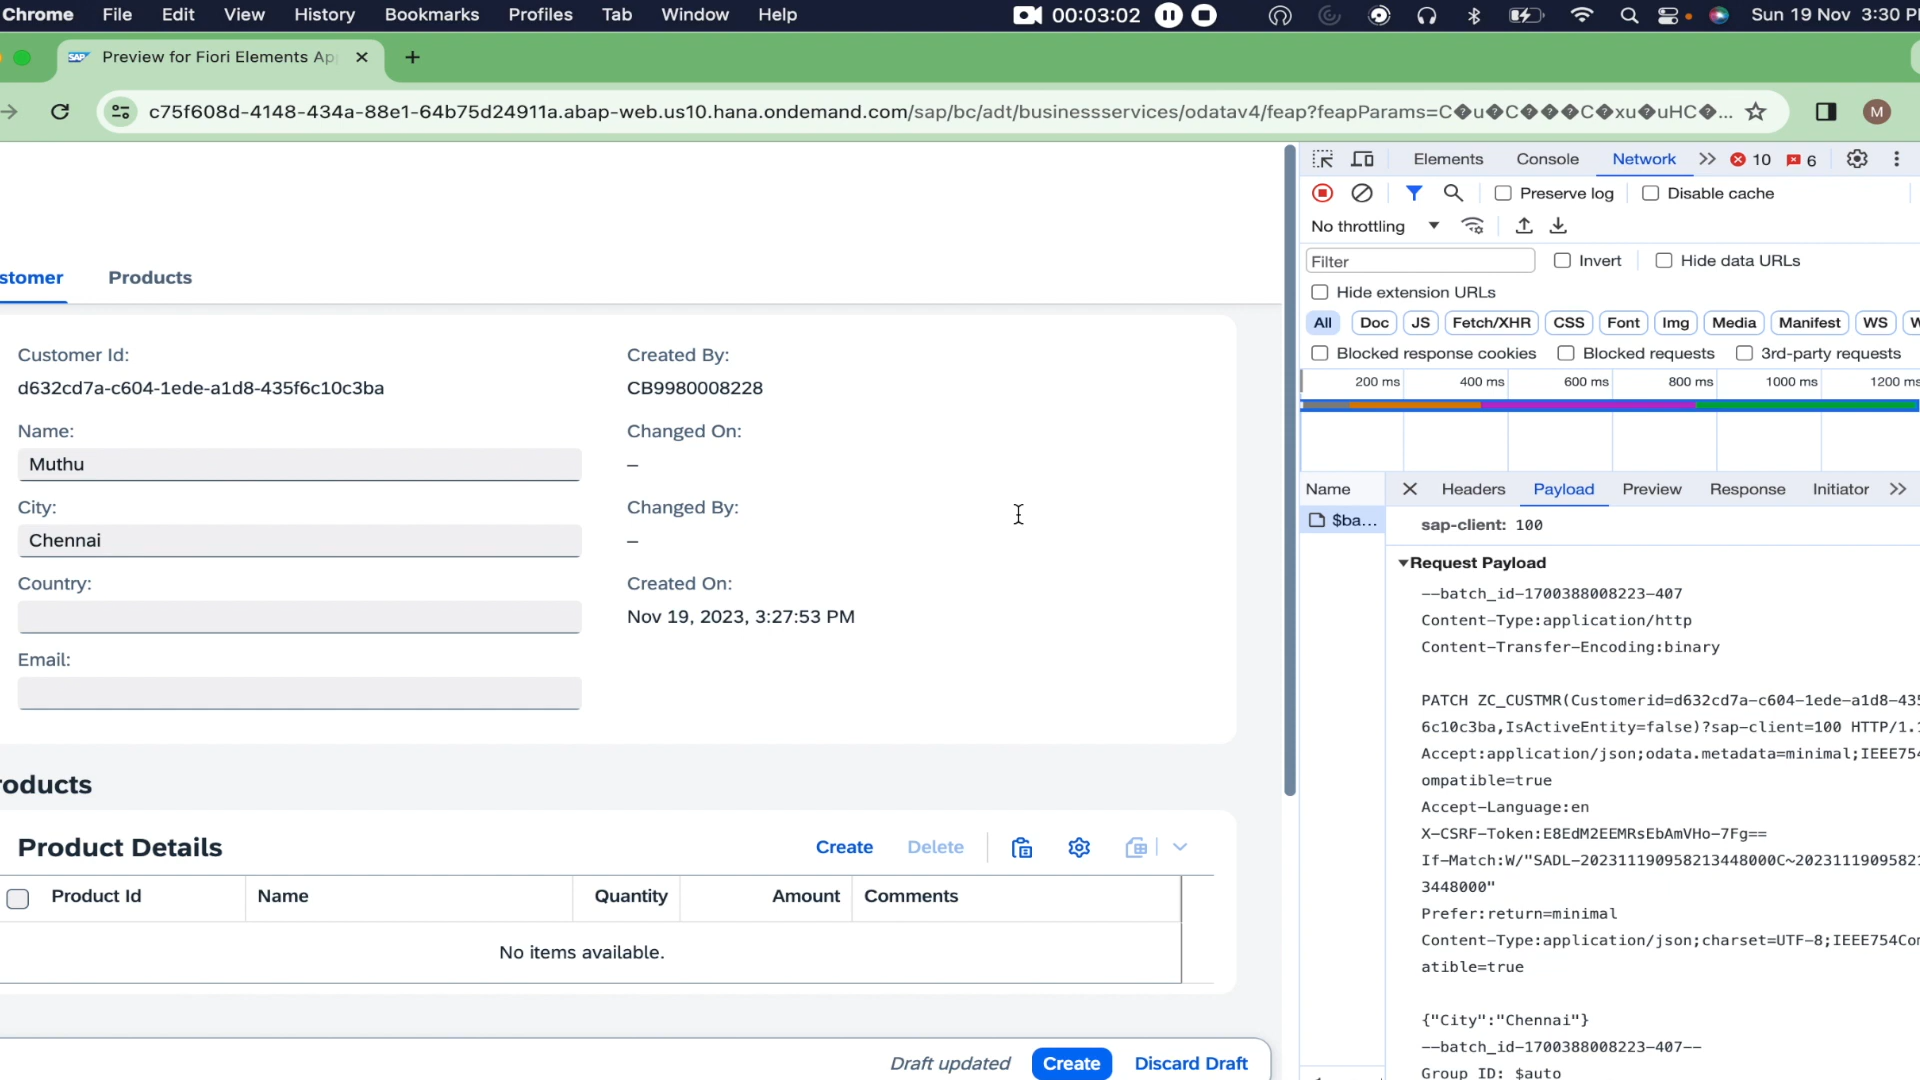 Chrome File Edit View History Bookmarks Profiles Tab Window Help 00:03:02 Sun 19 Nov 3:30 P
SAP Preview for Fiori Elements Ap
c75f608d-4148-434a-88e1-64b75d24911a.abap-web.us10.hana.ondemand.com/sap/bc/adt/businessservices/odatav4/feap?feapParams=C�u�C���C�xu�uHC�... M
stomer Products
Customer Id:
d632cd7a-c604-1ede-a1d8-435f6c10c3ba
Name:
Muthu
City:
Chennai
Country:
Email:
Created By:
CB9980008228
Changed On:
–
Changed By:
–
Created On:
Nov 19, 2023, 3:27:53 PM
roducts
Product Details Create Delete
Product Id Name Quantity Amount Comments
No items available.
Draft updated Create Discard Draft
Elements Console Network 10 6
Preserve log Disable cache
No throttling
Filter Invert Hide data URLs
Hide extension URLs
All Doc JS Fetch/XHR CSS Font Img Media Manifest WS W
Blocked response cookies Blocked requests 3rd-party requests
200 ms 400 ms 600 ms 800 ms 1000 ms 1200 ms
Name Headers Payload Preview Response Initiator
$ba...
sap-client: 100
Request Payload
--batch_id-1700388008223-407
Content-Type:application/http
Content-Transfer-Encoding:binary
PATCH ZC_CUSTMR(Customerid=d632cd7a-c604-1ede-a1d8-435
6c10c3ba,IsActiveEntity=false)?sap-client=100 HTTP/1.1
Accept:application/json;odata.metadata=minimal;IEEE754
ompatible=true
Accept-Language:en
X-CSRF-Token:E8EdM2EEMRsEbAmVHo-7Fg==
If-Match:W/"SADL-202311190958213448000C~20231119095821
3448000"
Prefer:return=minimal
Content-Type:application/json;charset=UTF-8;IEEE754Com
atible=true
{"City":"Chennai"}
--batch_id-1700388008223-407--
Group ID: $auto